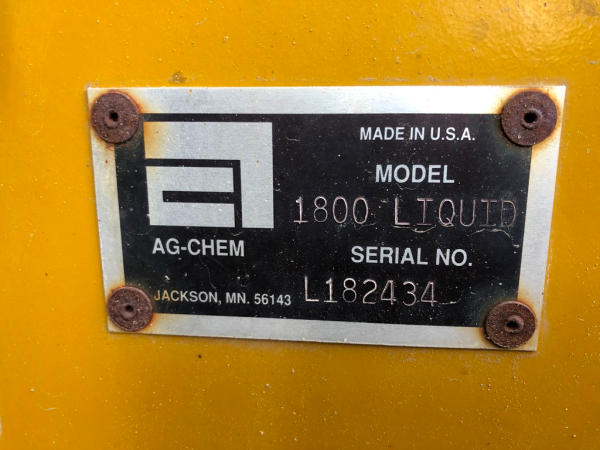 MADE IN U.S.A.
MODEL
1800 LIQUID
AG-CHEM
SERIAL NO.
JACKSON, MN. 56143
L182434